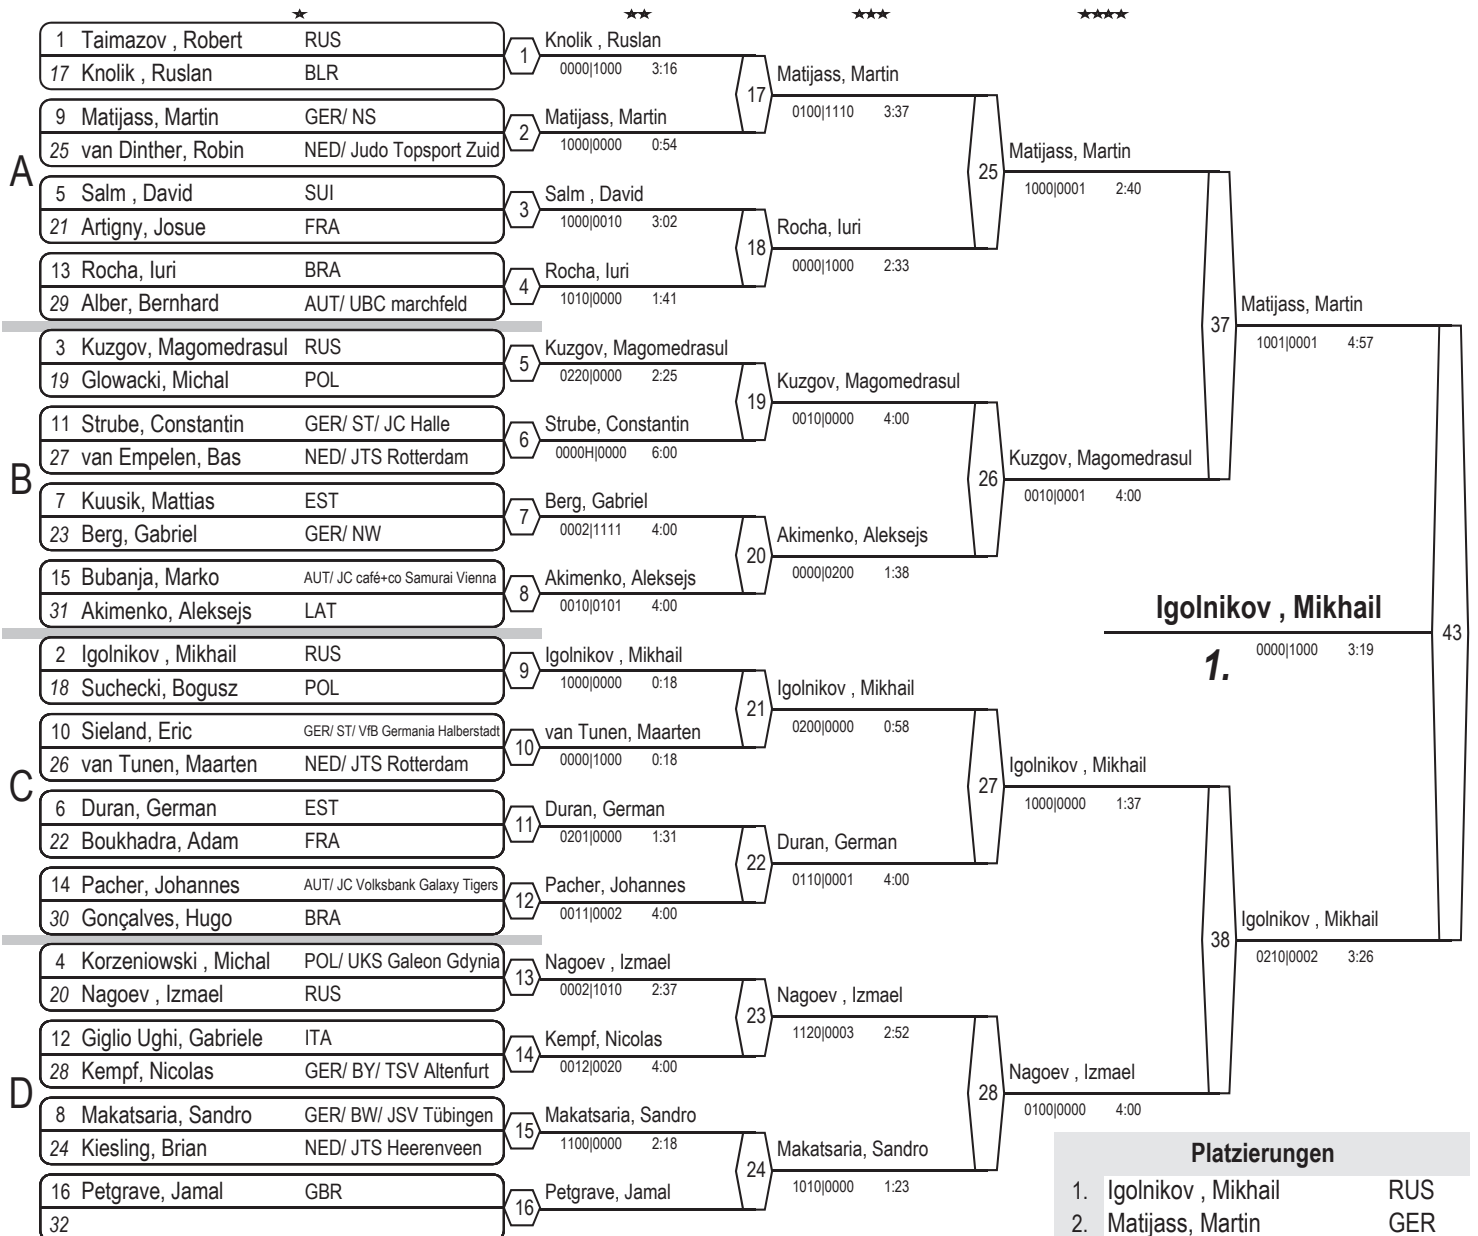 A
1 Taimazov , Robert RUS
17 Knolik , Ruslan BLR
9 Matijass, Martin GER/ NS
25 van Dinther, Robin NED/ Judo Topsport Zuid
5 Salm , David SUI
21 Artigny, Josue FRA
13 Rocha, Iuri BRA
29 Alber, Bernhard AUT/ UBC marchfeld
B
3 Kuzgov, Magomedrasul RUS
19 Glowacki, Michal POL
11 Strube, Constantin GER/ ST/ JC Halle
27 van Empelen, Bas NED/ JTS Rotterdam
7 Kuusik, Mattias EST
23 Berg, Gabriel GER/ NW
15 Bubanja, Marko AUT/ JC café+co Samurai Vienna
31 Akimenko, Aleksejs LAT
C
2 Igolnikov , Mikhail RUS
18 Suchecki, Bogusz POL
10 Sieland, Eric GER/ ST/ VfB Germania Halberstadt
26 van Tunen, Maarten NED/ JTS Rotterdam
6 Duran, German EST
22 Boukhadra, Adam FRA
14 Pacher, Johannes AUT/ JC Volksbank Galaxy Tigers
30 Gonçalves, Hugo BRA
D
4 Korzeniowski , Michal POL/ UKS Galeon Gdynia
20 Nagoev , Izmael RUS
12 Giglio Ughi, Gabriele ITA
28 Kempf, Nicolas GER/ BY/ TSV Altenfurt
8 Makatsaria, Sandro GER/ BW/ JSV Tübingen
24 Kiesling, Brian NED/ JTS Heerenveen
16 Petgrave, Jamal GBR
32
1 Knolik , Ruslan
0000|1000 3:16
2 Matijass, Martin
1000|0000 0:54
3 Salm , David
1000|0010 3:02
4 Rocha, Iuri
1010|0000 1:41
5 Kuzgov, Magomedrasul
0220|0000 2:25
6 Strube, Constantin
0000H|0000 6:00
7 Berg, Gabriel
0002|1111 4:00
8 Akimenko, Aleksejs
0010|0101 4:00
9 Igolnikov , Mikhail
1000|0000 0:18
10 van Tunen, Maarten
0000|1000 0:18
11 Duran, German
0201|0000 1:31
12 Pacher, Johannes
0011|0002 4:00
13 Nagoev , Izmael
0002|1010 2:37
14 Kempf, Nicolas
0012|0020 4:00
15 Makatsaria, Sandro
1100|0000 2:18
16 Petgrave, Jamal
17 Matijass, Martin
0100|1110 3:37
18 Rocha, Iuri
0000|1000 2:33
19 Kuzgov, Magomedrasul
0010|0000 4:00
20 Akimenko, Aleksejs
0000|0200 1:38
21 Igolnikov , Mikhail
0200|0000 0:58
22 Duran, German
0110|0001 4:00
23 Nagoev , Izmael
1120|0003 2:52
24 Makatsaria, Sandro
1010|0000 1:23
25 Matijass, Martin
1000|0001 2:40
26 Kuzgov, Magomedrasul
0010|0001 4:00
27 Igolnikov , Mikhail
1000|0000 1:37
28 Nagoev , Izmael
0100|0000 4:00
37 Matijass, Martin
1001|0001 4:57
38 Igolnikov , Mikhail
0210|0002 3:26
43 Igolnikov , Mikhail
1. 0000|1000 3:19
Platzierungen
1. Igolnikov , Mikhail RUS
2. Matijass, Martin GER